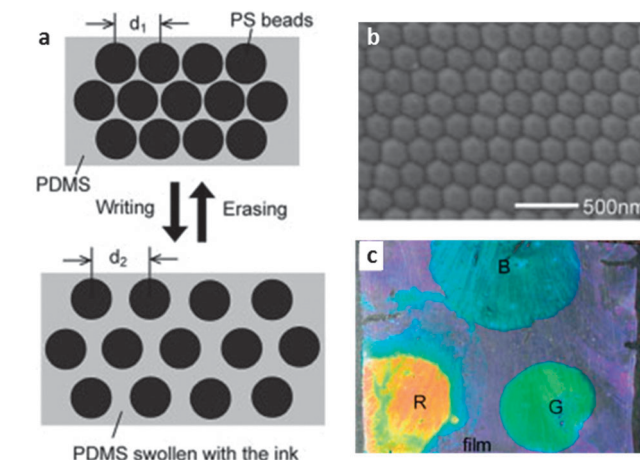 a
d₁
PS beads
PDMS
Writing
Erasing
d₂
PDMS swollen with the ink
b
500nm
c
B
R
G
film